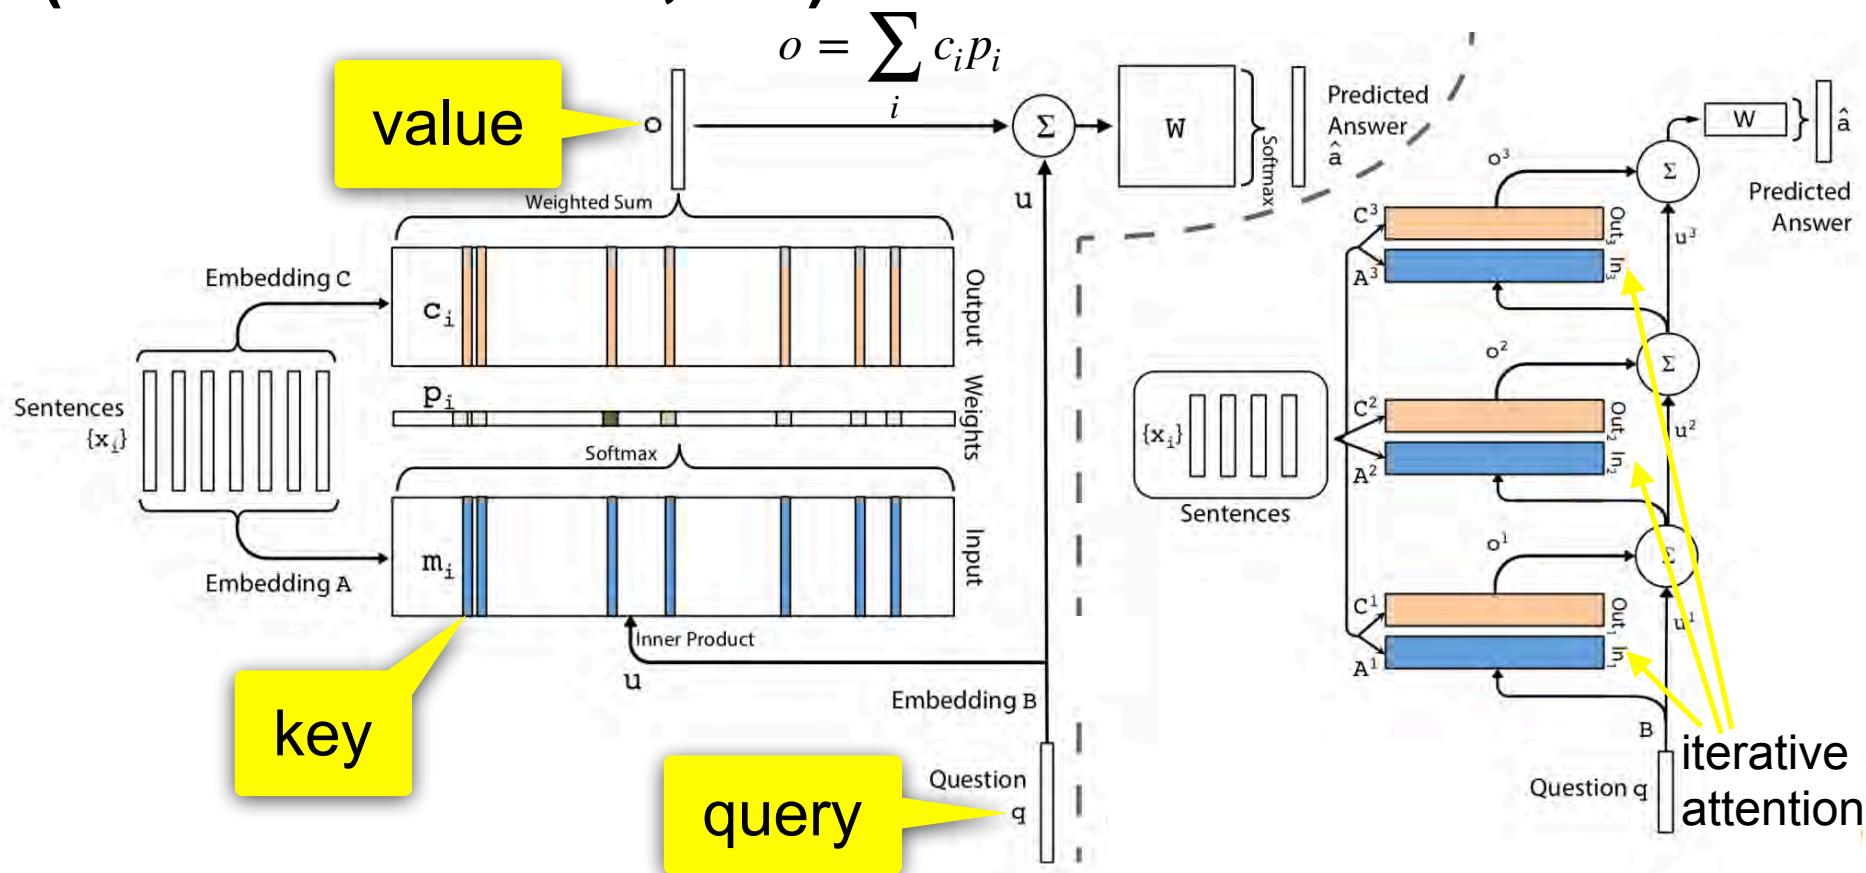 o = ∑ c_i p_i
i
value
o
Σ
W
Softmax
Predicted
Answer
â
u
Weighted Sum
Embedding C
c_i
Output
Sentences
{x_i}
p_i
Weights
Softmax
Embedding A
m_i
Input
Inner Product
u
key
Embedding B
Question
q
query
W
â
Predicted
Answer
Σ
o³
C³
Out₃
A³
In₃
u³
Σ
o²
C²
Out₂
A²
In₂
u²
{x_i}
Sentences
Σ
o¹
C¹
Out₁
A¹
In₁
u¹
B
Question q
iterative
attention